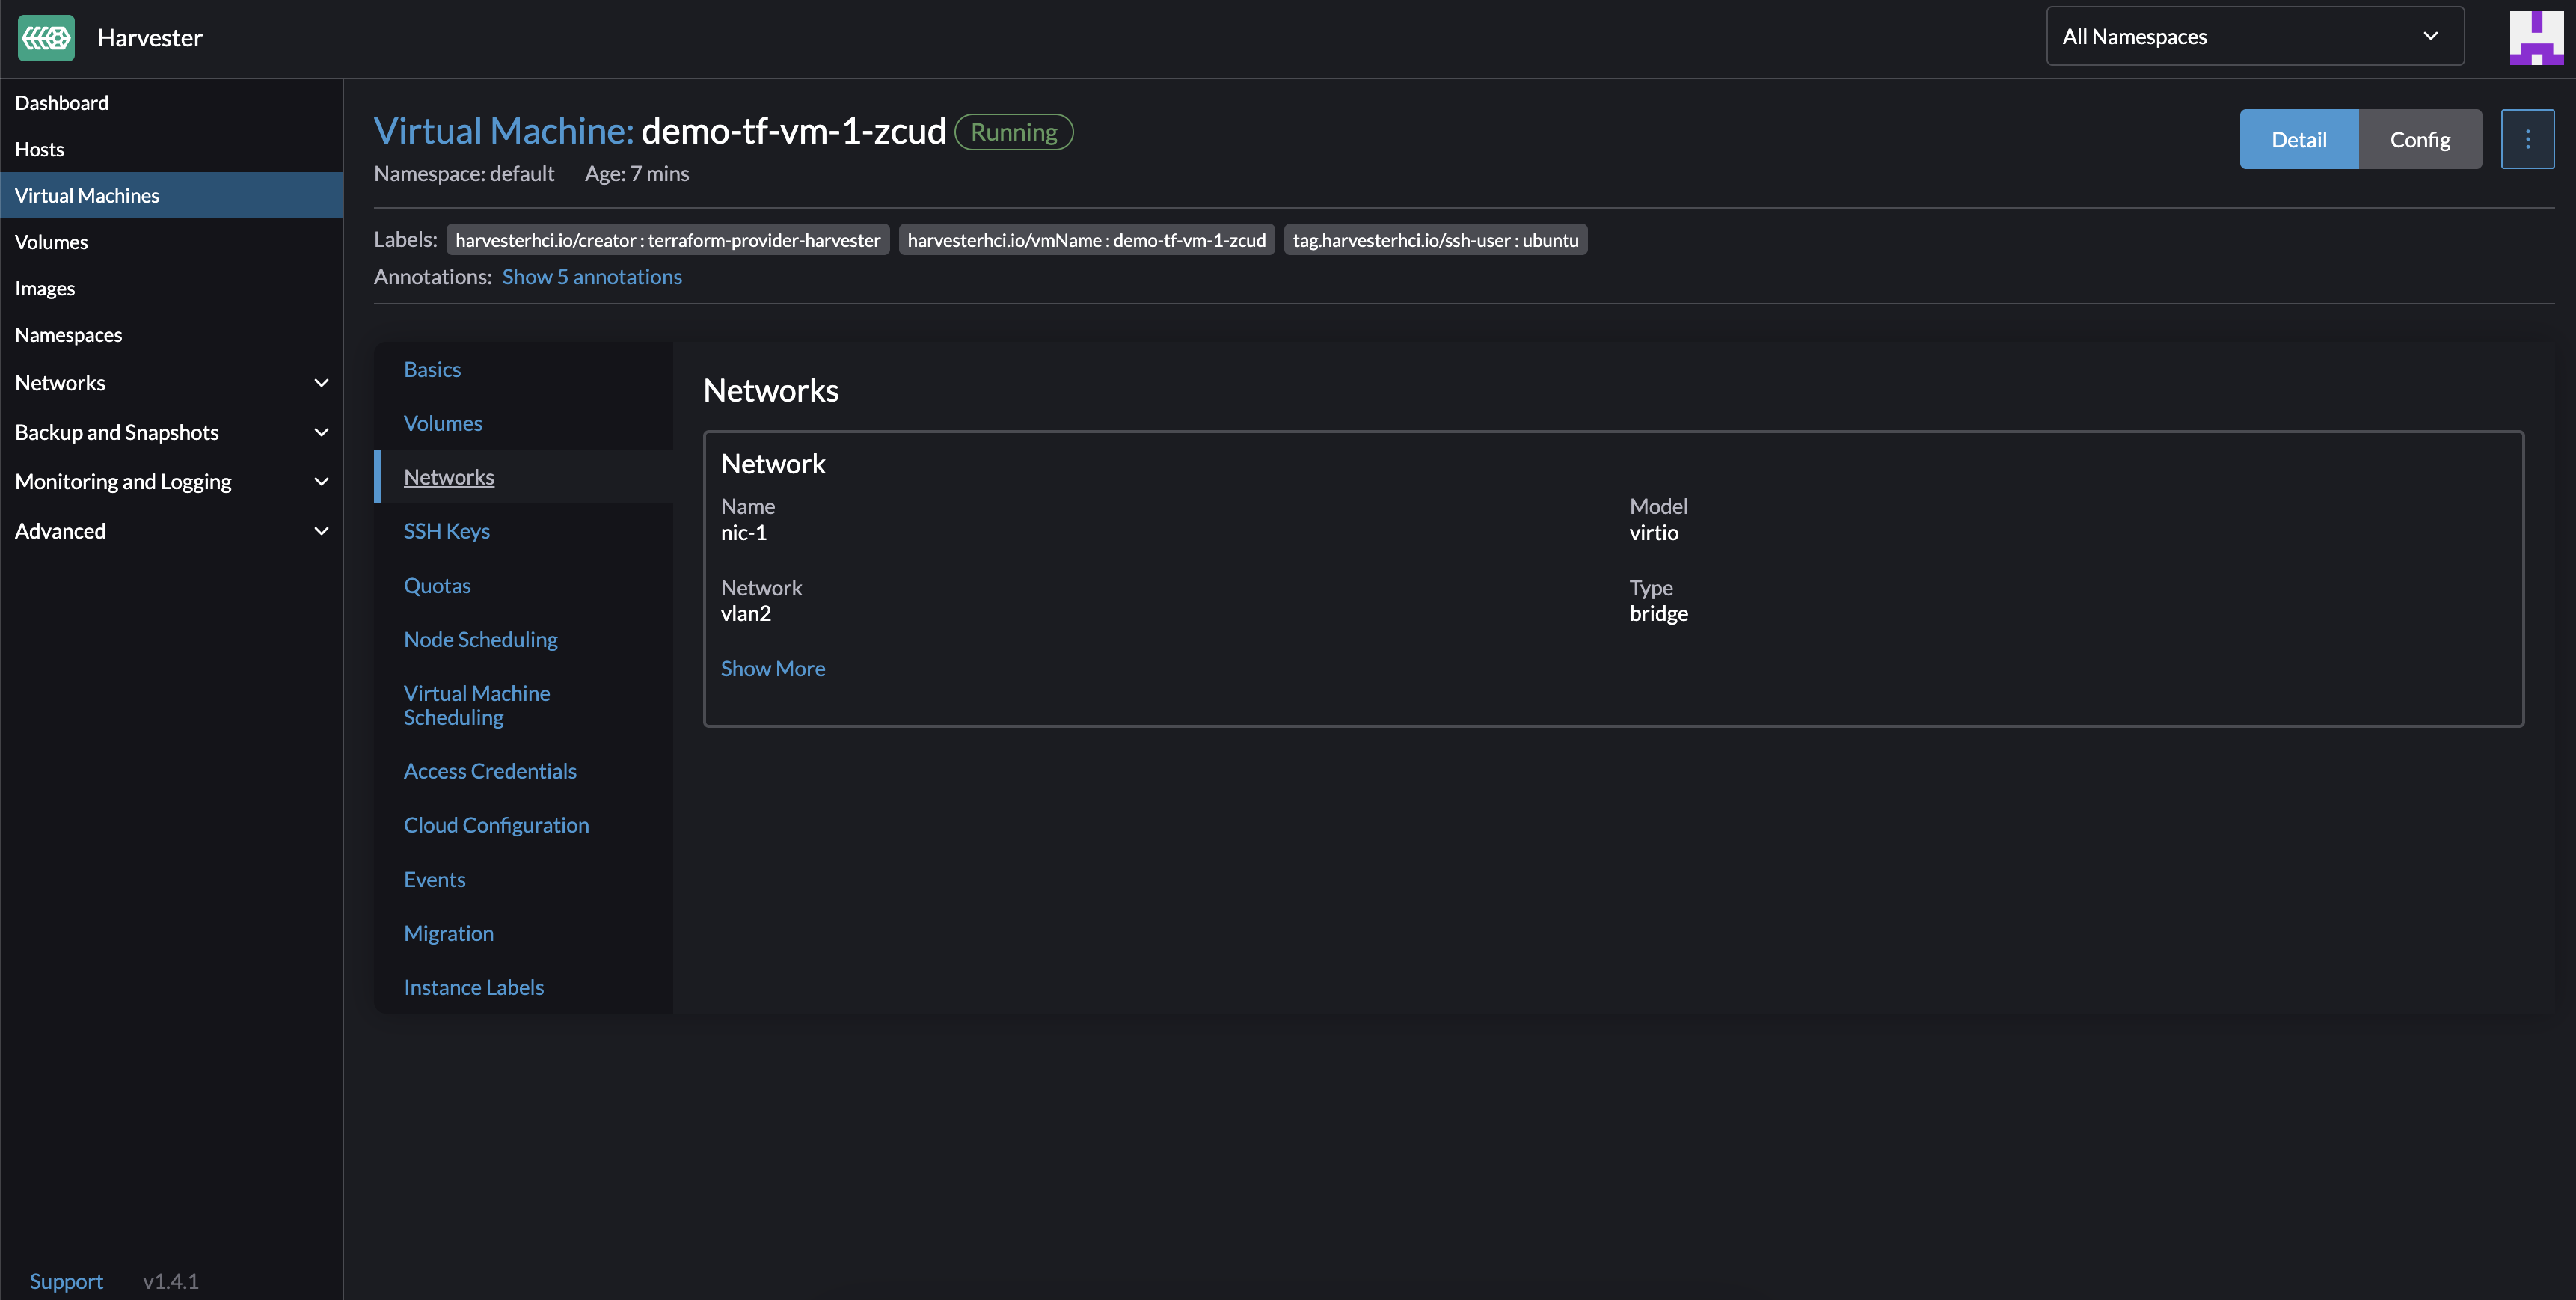 Harvester
All Namespaces
Dashboard
Hosts
Virtual Machines
Volumes
Images
Namespaces
Networks
Backup and Snapshots
Monitoring and Logging
Advanced
Support v1.4.1
Virtual Machine: demo-tf-vm-1-zcud Running
Namespace: default Age: 7 mins
Detail Config
Labels: harvesterhci.io/creator : terraform-provider-harvester harvesterhci.io/vmName : demo-tf-vm-1-zcud tag.harvesterhci.io/ssh-user : ubuntu
Annotations: Show 5 annotations
Basics
Volumes
Networks
SSH Keys
Quotas
Node Scheduling
Virtual Machine
Scheduling
Access Credentials
Cloud Configuration
Events
Migration
Instance Labels
Networks
Network
Name Model
nic-1 virtio
Network Type
vlan2 bridge
Show More